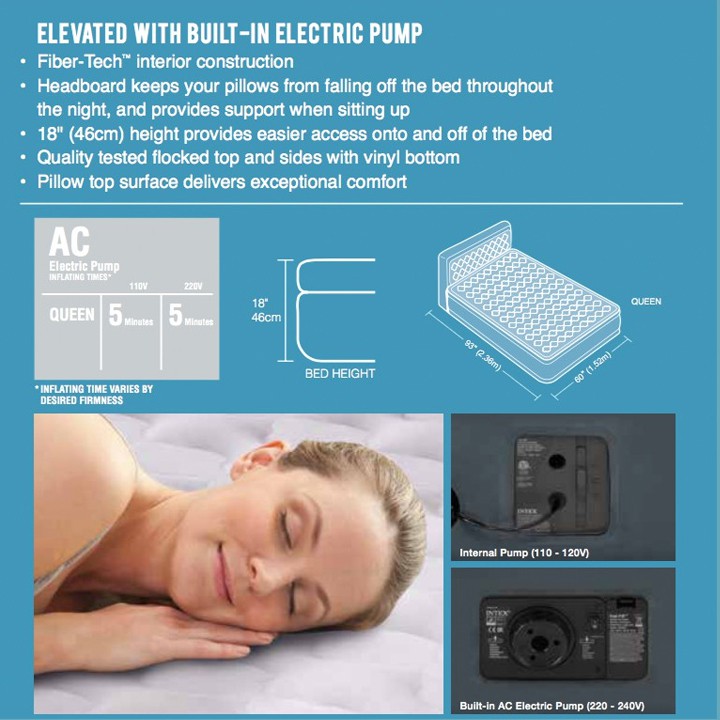 ELEVATED WITH BUILT-IN ELECTRIC PUMP
• Fiber-Tech™ interior construction
• Headboard keeps your pillows from falling off the bed throughout
the night, and provides support when sitting up
• 18" (46cm) height provides easier access onto and off of the bed
• Quality tested flocked top and sides with vinyl bottom
• Pillow top surface delivers exceptional comfort
AC
Electric Pump
INFLATING TIMES*
110V 220V
QUEEN 5 Minutes 5 Minutes
*INFLATING TIME VARIES BY
DESIRED FIRMNESS
18"
46cm
BED HEIGHT
QUEEN
93" (2.36m)
60" (1.52m)
INTEX
Internal Pump (110 - 120V)
INTEX
Built-in AC Electric Pump (220 - 240V)